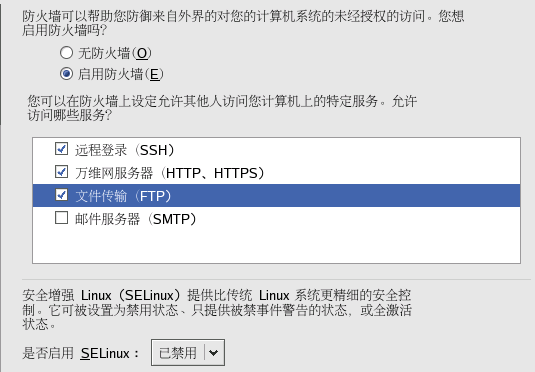 防火墙可以帮助您防御来自外界的对您的计算机系统的未经授权的访问。您想
启用防火墙吗?
无防火墙(O)
启用防火墙(E)
您可以在防火墙上设定允许其他人访问您计算机上的特定服务。允许
访问哪些服务?
远程登录（SSH）
万维网服务器（HTTP、HTTPS）
文件传输（FTP）
邮件服务器（SMTP）
安全增强 Linux（SELinux）提供比传统 Linux 系统更精细的安全控
制。它可被设置为禁用状态、只提供被禁事件警告的状态，或全激活
状态。
是否启用 SELinux： 已禁用